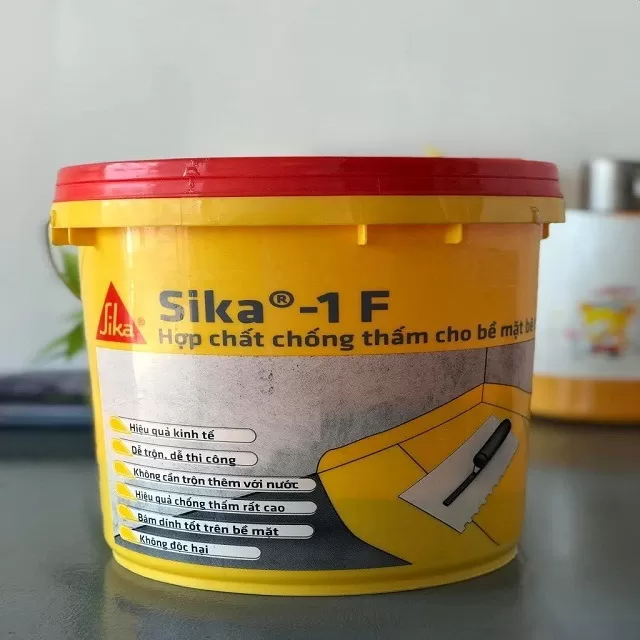 Sika®
Sika®-1 F
Hợp chất chống thấm cho bề mặt bê
Hiệu quả kinh tế
Dễ trộn, dễ thi công
Không cần trộn thêm với nước
Hiệu quả chống thấm rất cao
Bám dính tốt trên bề mặt
Không độc hại